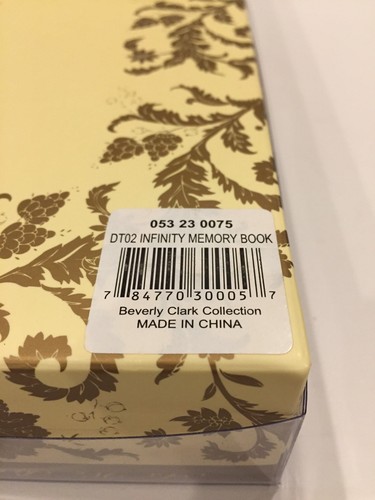 053 23 0075
DT02 INFINITY MEMORY BOOK
7 84770 30005 7
Beverly Clark Collection
MADE IN CHINA